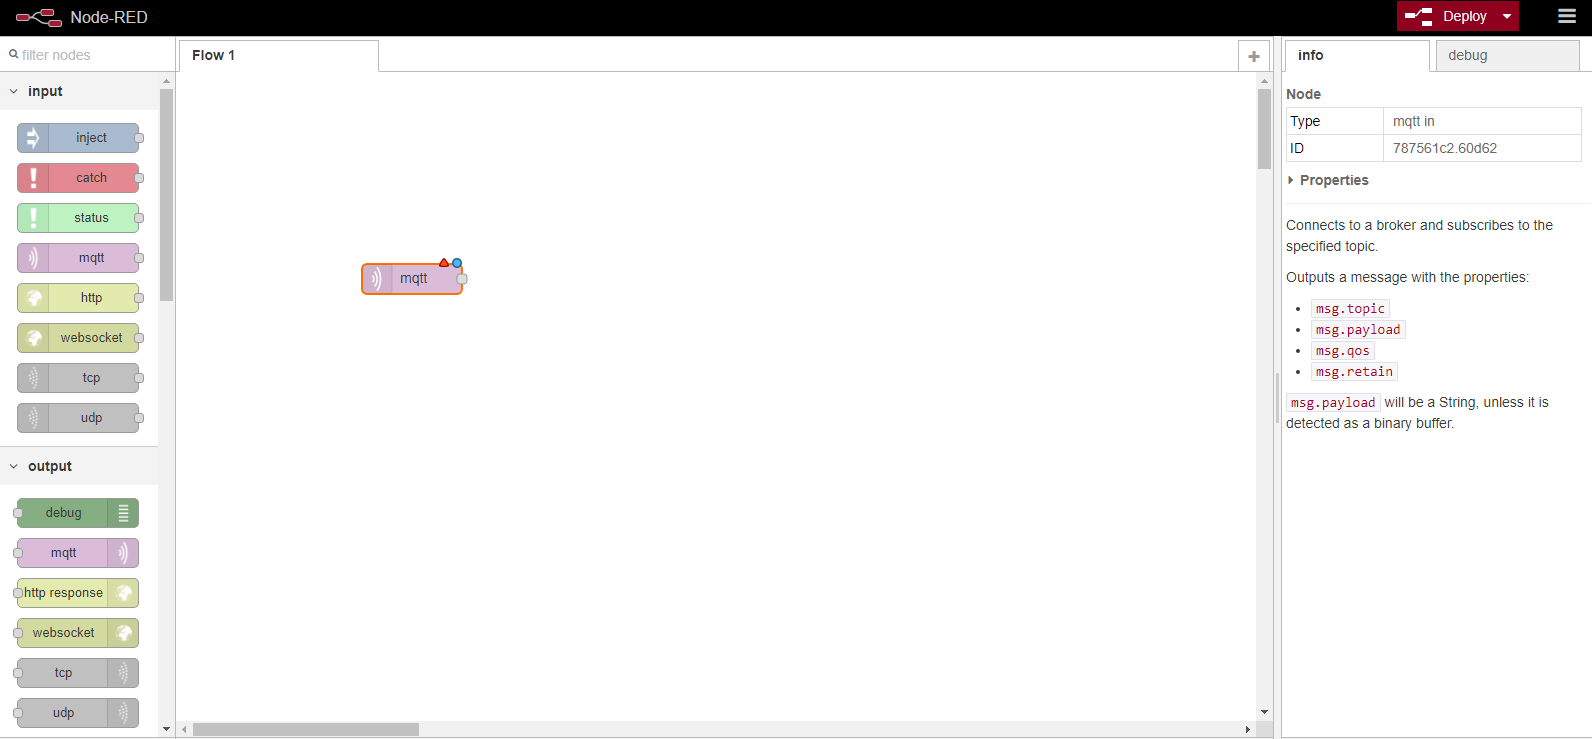 Node-RED
Deploy
filter nodes
Flow 1
info
debug
input
inject
catch
status
mqtt
http
websocket
tcp
udp
output
debug
mqtt
http response
websocket
tcp
udp
mqtt
Node
Type mqtt in
ID 787561c2.60d62
Properties
Connects to a broker and subscribes to the
specified topic.
Outputs a message with the properties:
msg.topic
msg.payload
msg.qos
msg.retain
msg.payload will be a String, unless it is
detected as a binary buffer.